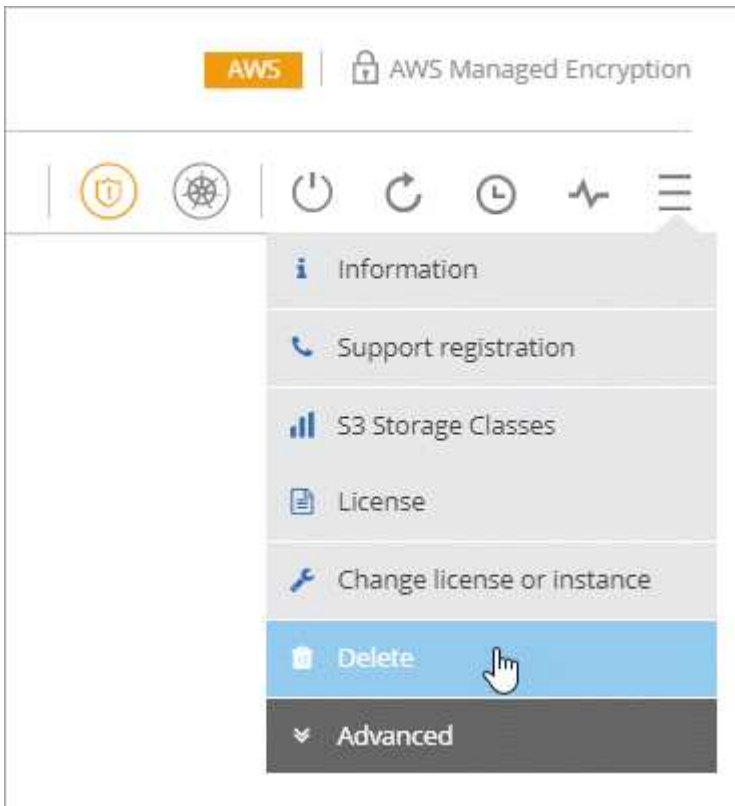 AWS
AWS Managed Encryption
Information
Support registration
S3 Storage Classes
License
Change license or instance
Delete
Advanced